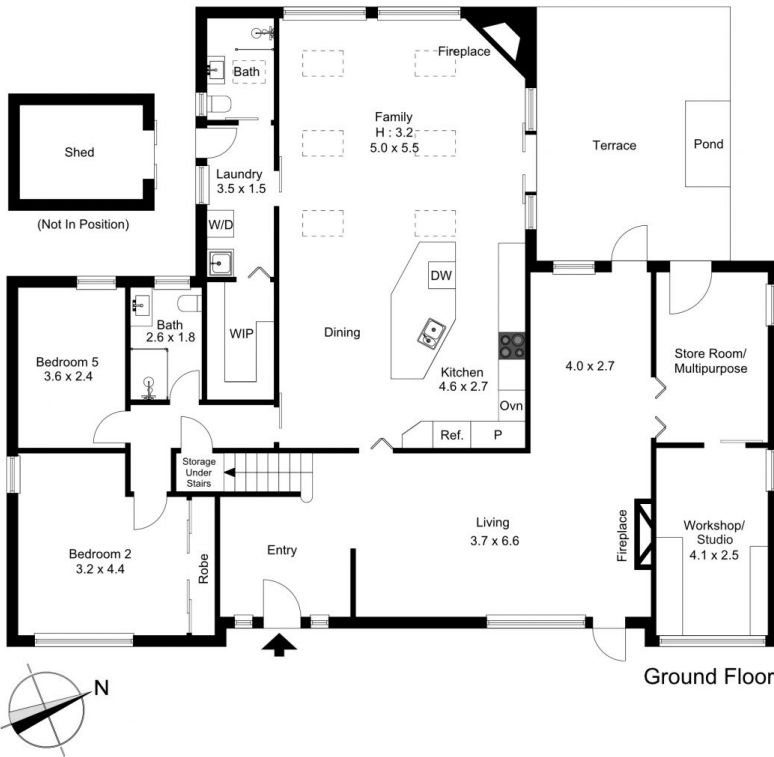 Bath
Fireplace
Family
H : 3.2
5.0 x 5.5
Shed
(Not In Position)
Laundry
3.5 x 1.5
W/D
Terrace
Pond
DW
Bath
2.6 x 1.8
WIP
Dining
Bedroom 5
3.6 x 2.4
Kitchen
4.6 x 2.7
4.0 x 2.7
Store Room/
Multipurpose
Ovn
Ref.
P
Storage
Under
Stairs
Living
3.7 x 6.6
Fireplace
Workshop/
Studio
4.1 x 2.5
Bedroom 2
3.2 x 4.4
Robe
Entry
Ground Floor
N